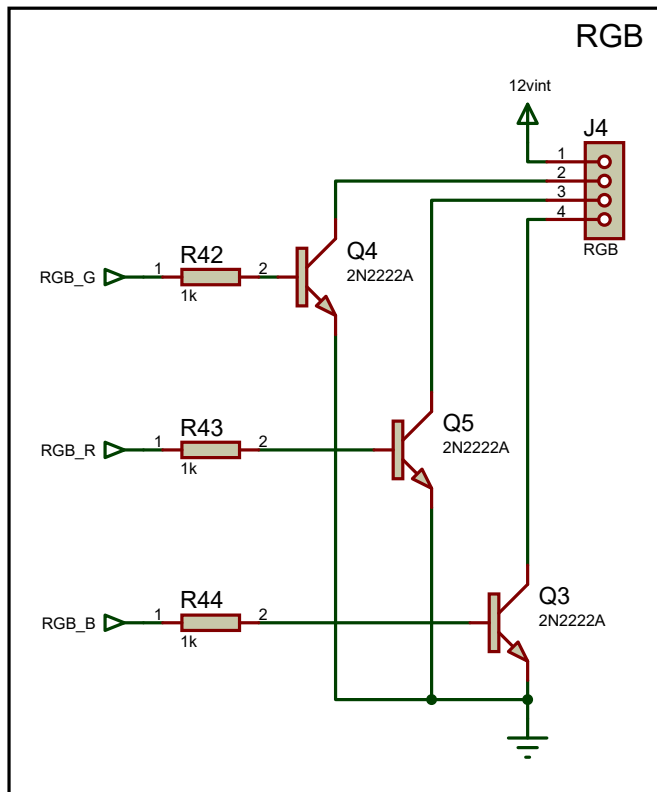 RGB
12vint
J4
1
2
3
4
RGB
Q4
2N2222A
RGB_G
1
R42
2
1k
Q5
2N2222A
RGB_R
1
R43
2
1k
Q3
2N2222A
RGB_B
1
R44
2
1k